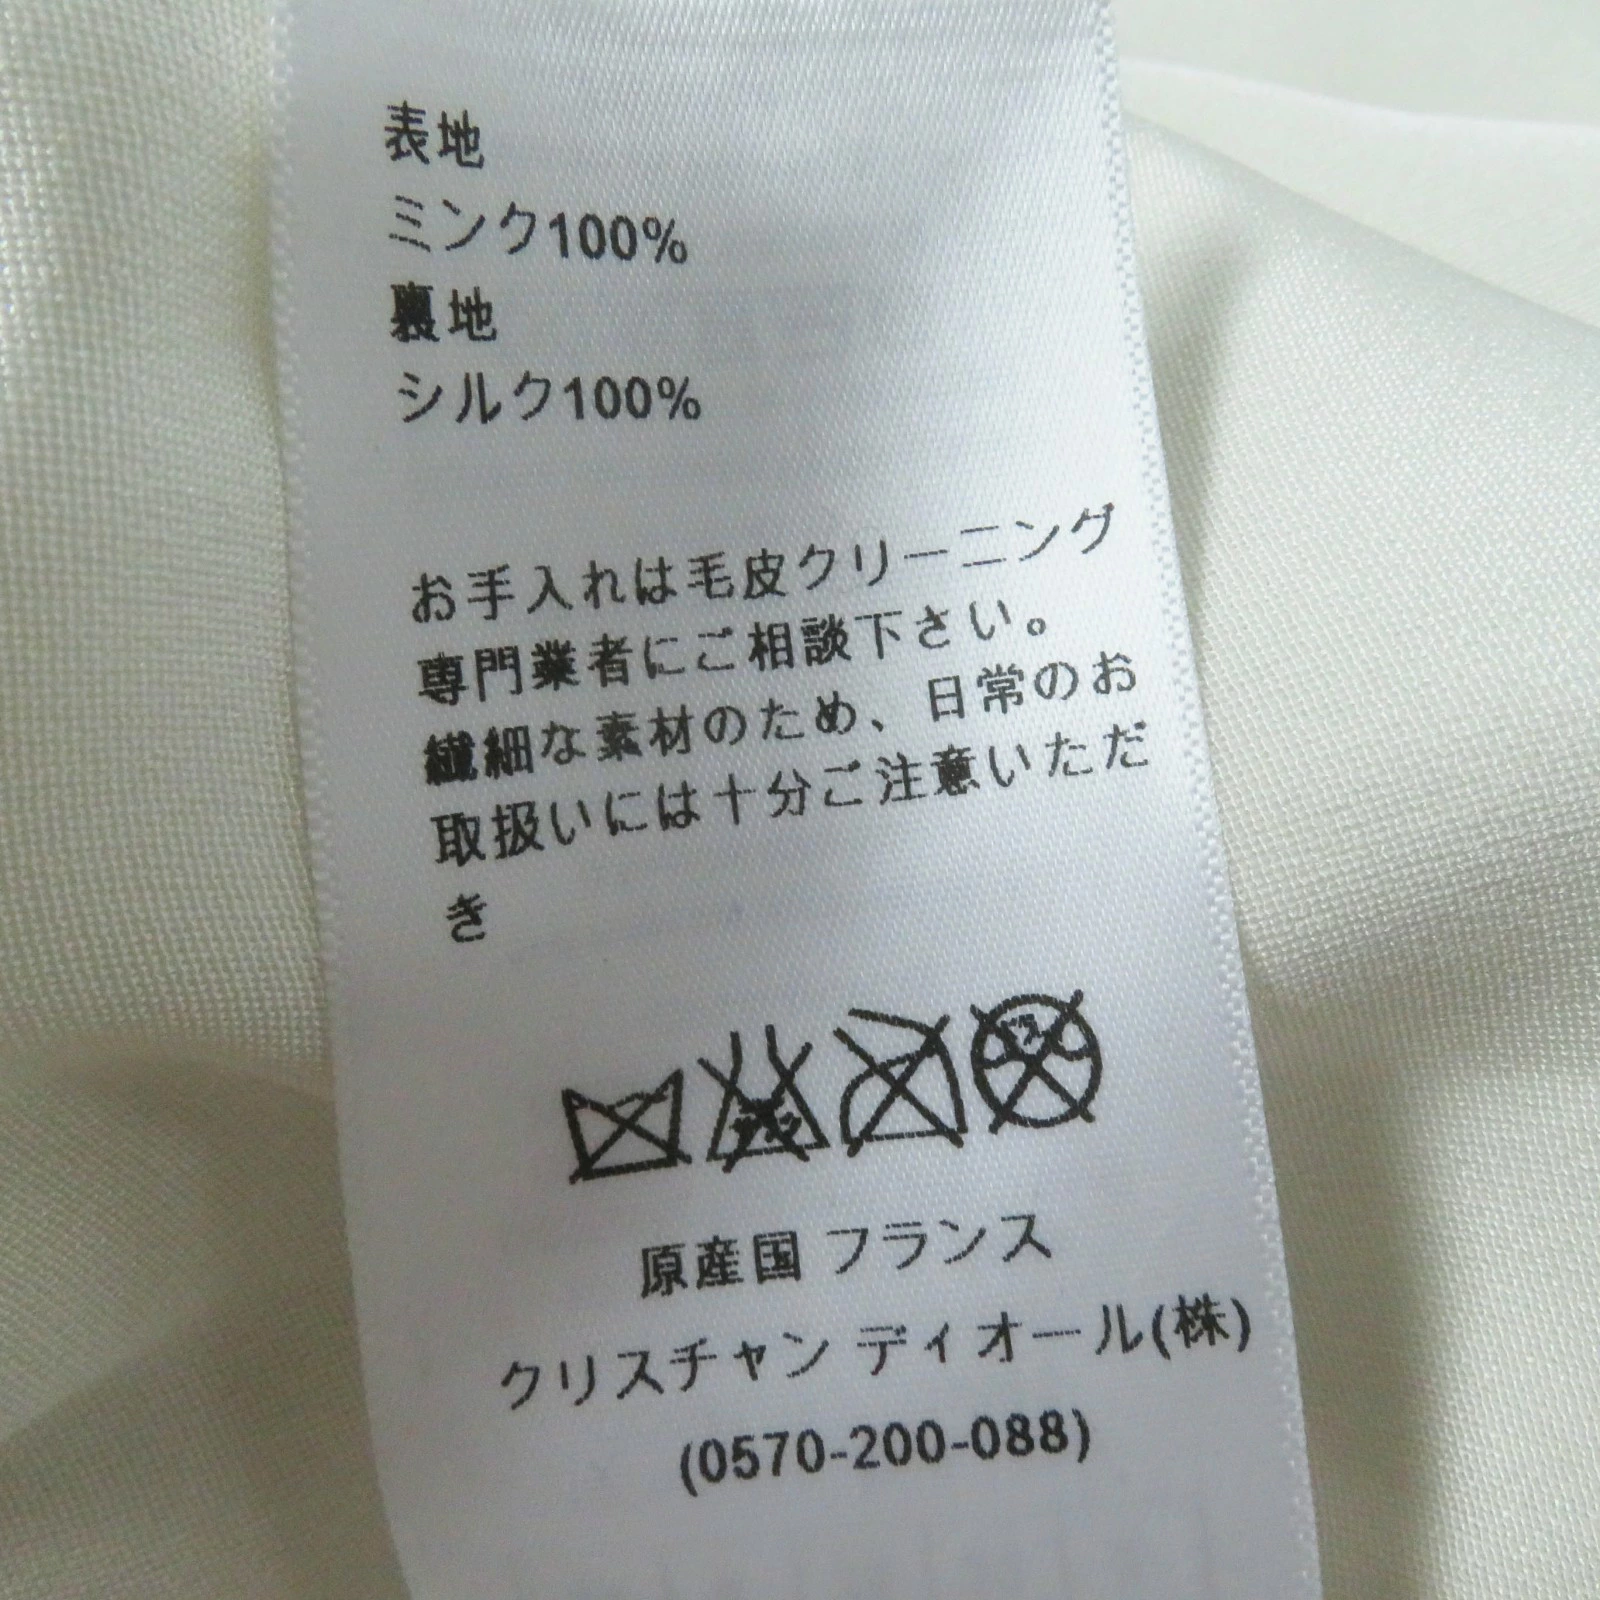 表地
ミンク100%
裏地
シルク100%
お手入れは毛皮クリーニング
専門業者にご相談下さい。
繊細な素材のため、日常のお
取扱いには十分ご注意いただ
き
原産国 フランス
クリスチャン ディオール(株)
(0570-200-088)